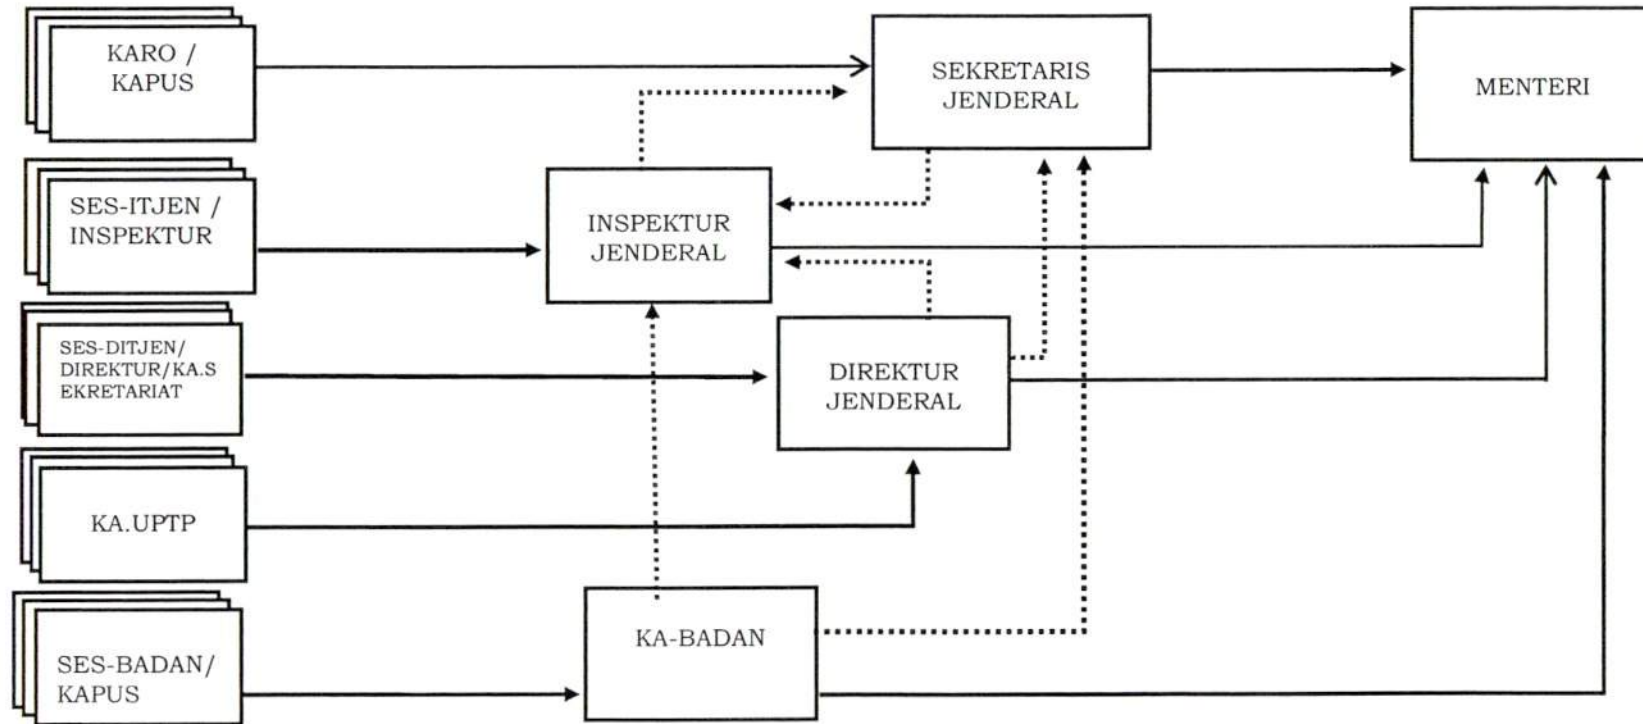 KARO /
KAPUS
SEKRETARIS
JENDERAL
MENTERI
SES-ITJEN /
INSPEKTUR
INSPEKTUR
JENDERAL
SES-DITJEN/
DIREKTUR/KA.S
EKRETARIAT
DIREKTUR
JENDERAL
KA.UPTP
KA-BADAN
SES-BADAN/
KAPUS